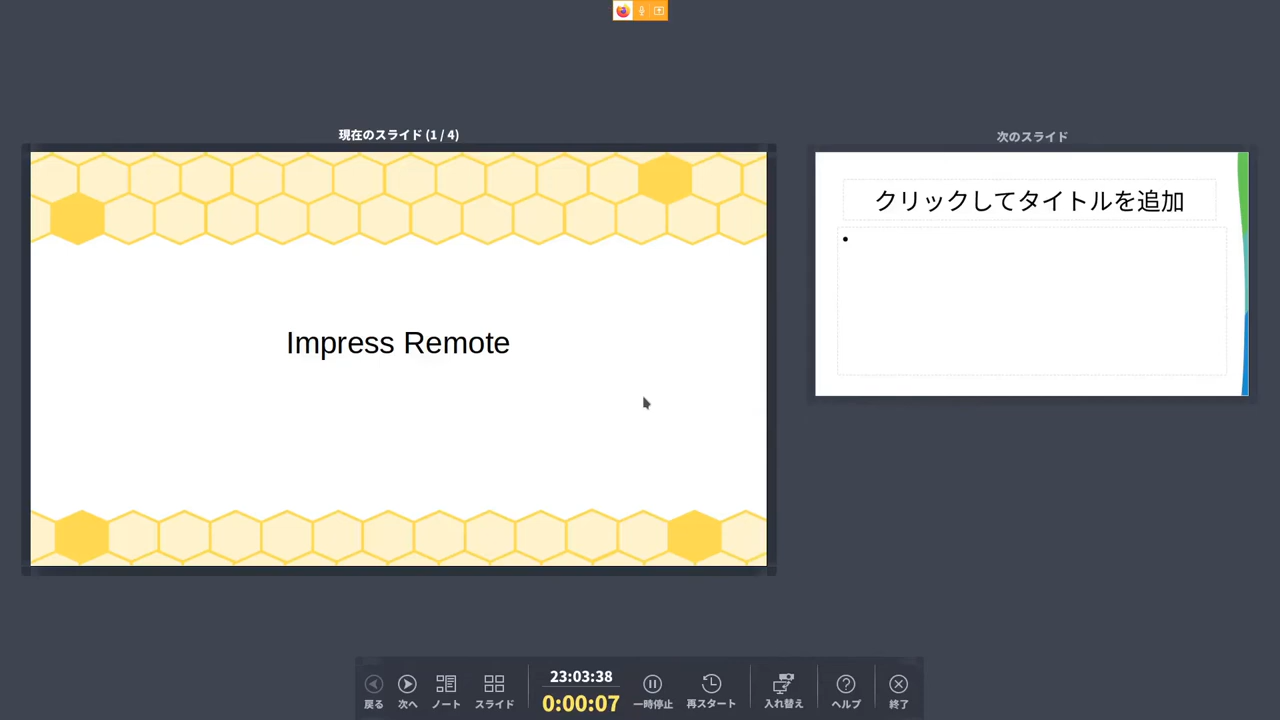 現在のスライド (1 / 4)
次のスライド
Impress Remote
クリックしてタイトルを追加
戻る
次へ
ノート
スライド
23:03:38
0:00:07
一時停止
再スタート
入れ替え
ヘルプ
終了